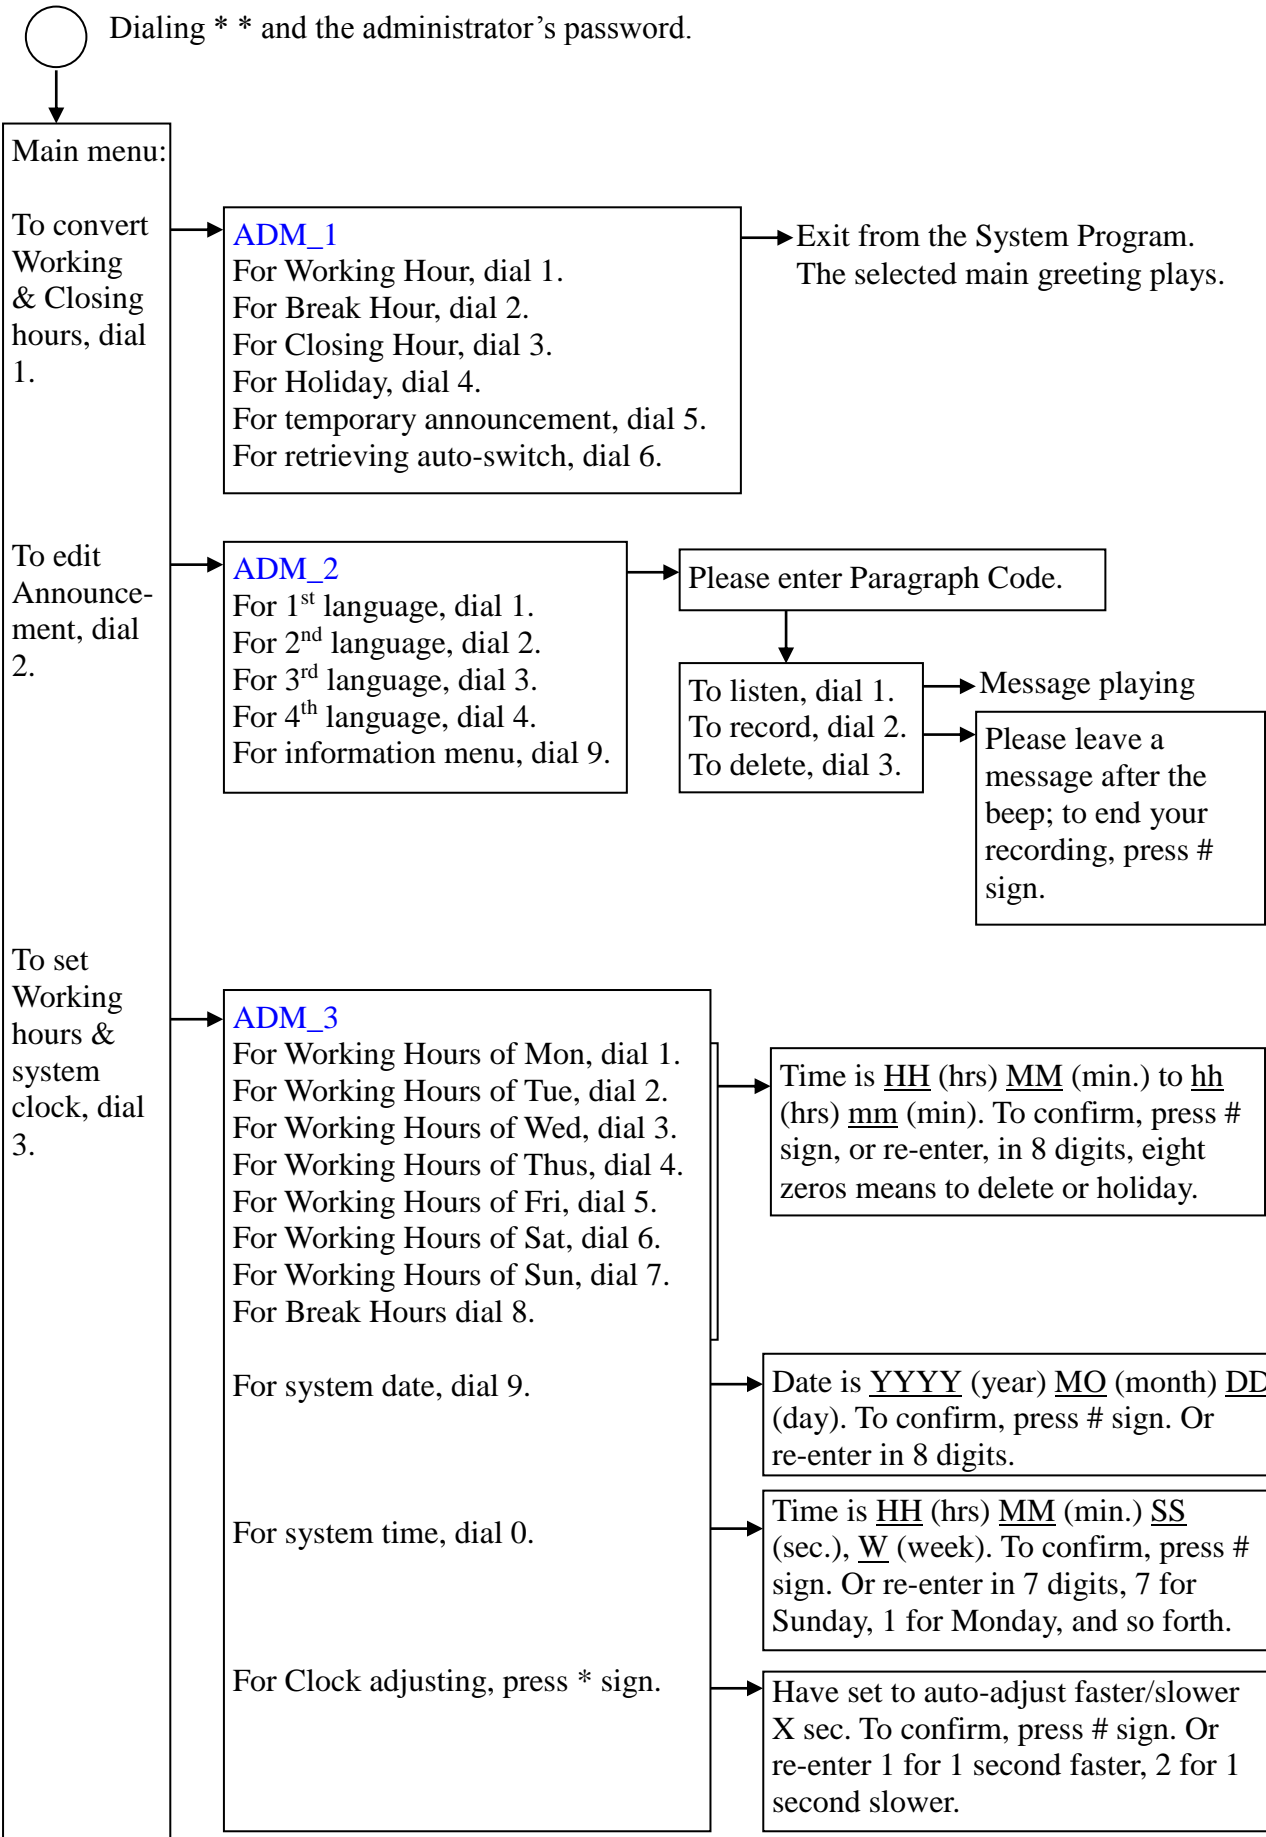 Dialing * * and the administrator’s password.
Main menu:
To convert
Working
& Closing
hours, dial
1.
ADM_1
For Working Hour, dial 1.
For Break Hour, dial 2.
For Closing Hour, dial 3.
For Holiday, dial 4.
For temporary announcement, dial 5.
For retrieving auto-switch, dial 6.
Exit from the System Program.
The selected main greeting plays.
To edit
Announce-
ment, dial
2.
ADM_2
For 1st language, dial 1.
For 2nd language, dial 2.
For 3rd language, dial 3.
For 4th language, dial 4.
For information menu, dial 9.
Please enter Paragraph Code.
To listen, dial 1.
To record, dial 2.
To delete, dial 3.
Message playing
Please leave a
message after the
beep; to end your
recording, press #
sign.
To set
Working
hours &
system
clock, dial
3.
ADM_3
For Working Hours of Mon, dial 1.
For Working Hours of Tue, dial 2.
For Working Hours of Wed, dial 3.
For Working Hours of Thus, dial 4.
For Working Hours of Fri, dial 5.
For Working Hours of Sat, dial 6.
For Working Hours of Sun, dial 7.
For Break Hours dial 8.
For system date, dial 9.
For system time, dial 0.
For Clock adjusting, press * sign.
Time is HH (hrs) MM (min.) to hh
(hrs) mm (min). To confirm, press #
sign, or re-enter, in 8 digits, eight
zeros means to delete or holiday.
Date is YYYY (year) MO (month) DD
(day). To confirm, press # sign. Or
re-enter in 8 digits.
Time is HH (hrs) MM (min.) SS
(sec.), W (week). To confirm, press #
sign. Or re-enter in 7 digits, 7 for
Sunday, 1 for Monday, and so forth.
Have set to auto-adjust faster/slower
X sec. To confirm, press # sign. Or
re-enter 1 for 1 second faster, 2 for 1
second slower.